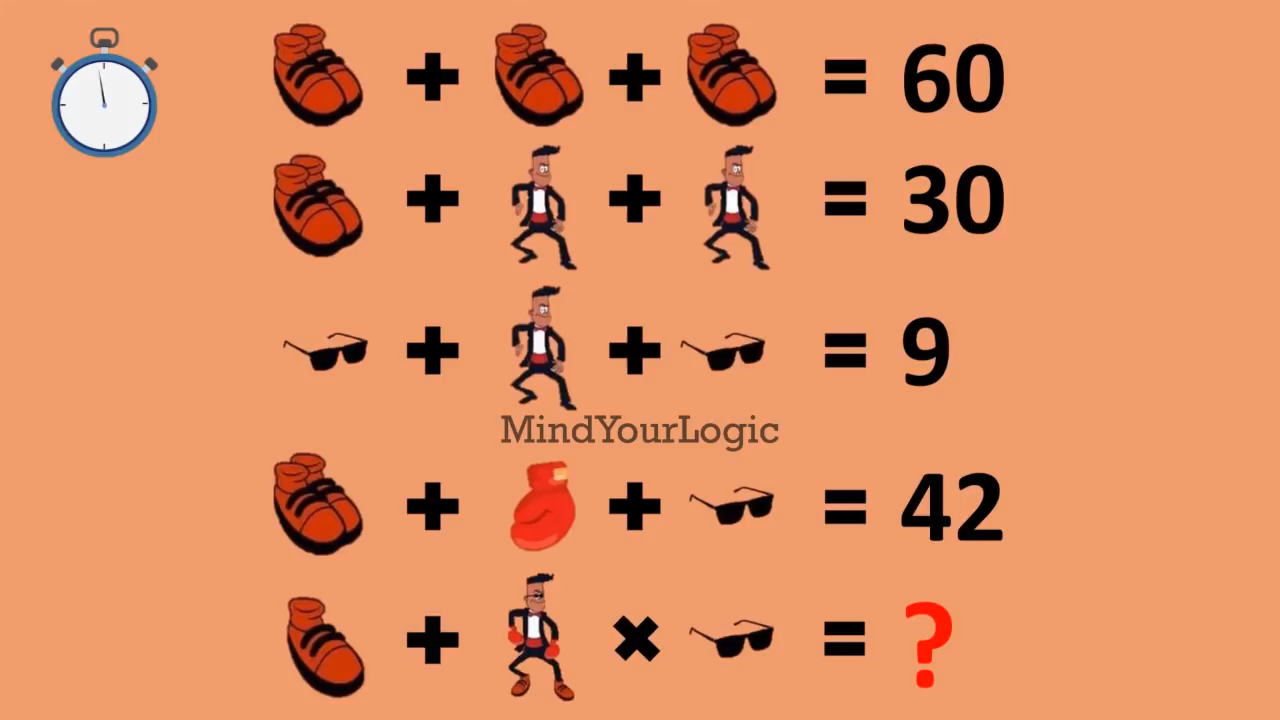 + + = 60
+ + = 30
+ + = 9
MindYourLogic
+ + = 42
+ × = ?